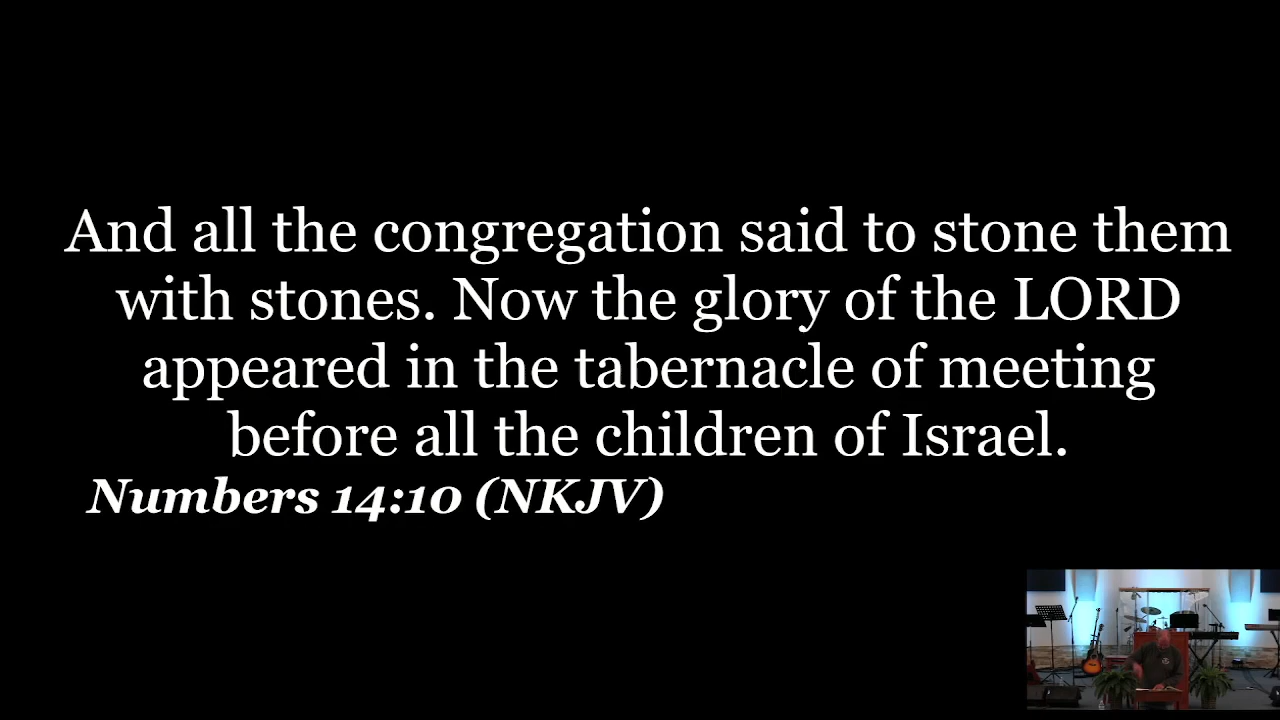 And all the congregation said to stone them
with stones. Now the glory of the LORD
appeared in the tabernacle of meeting
before all the children of Israel.
Numbers 14:10 (NKJV)